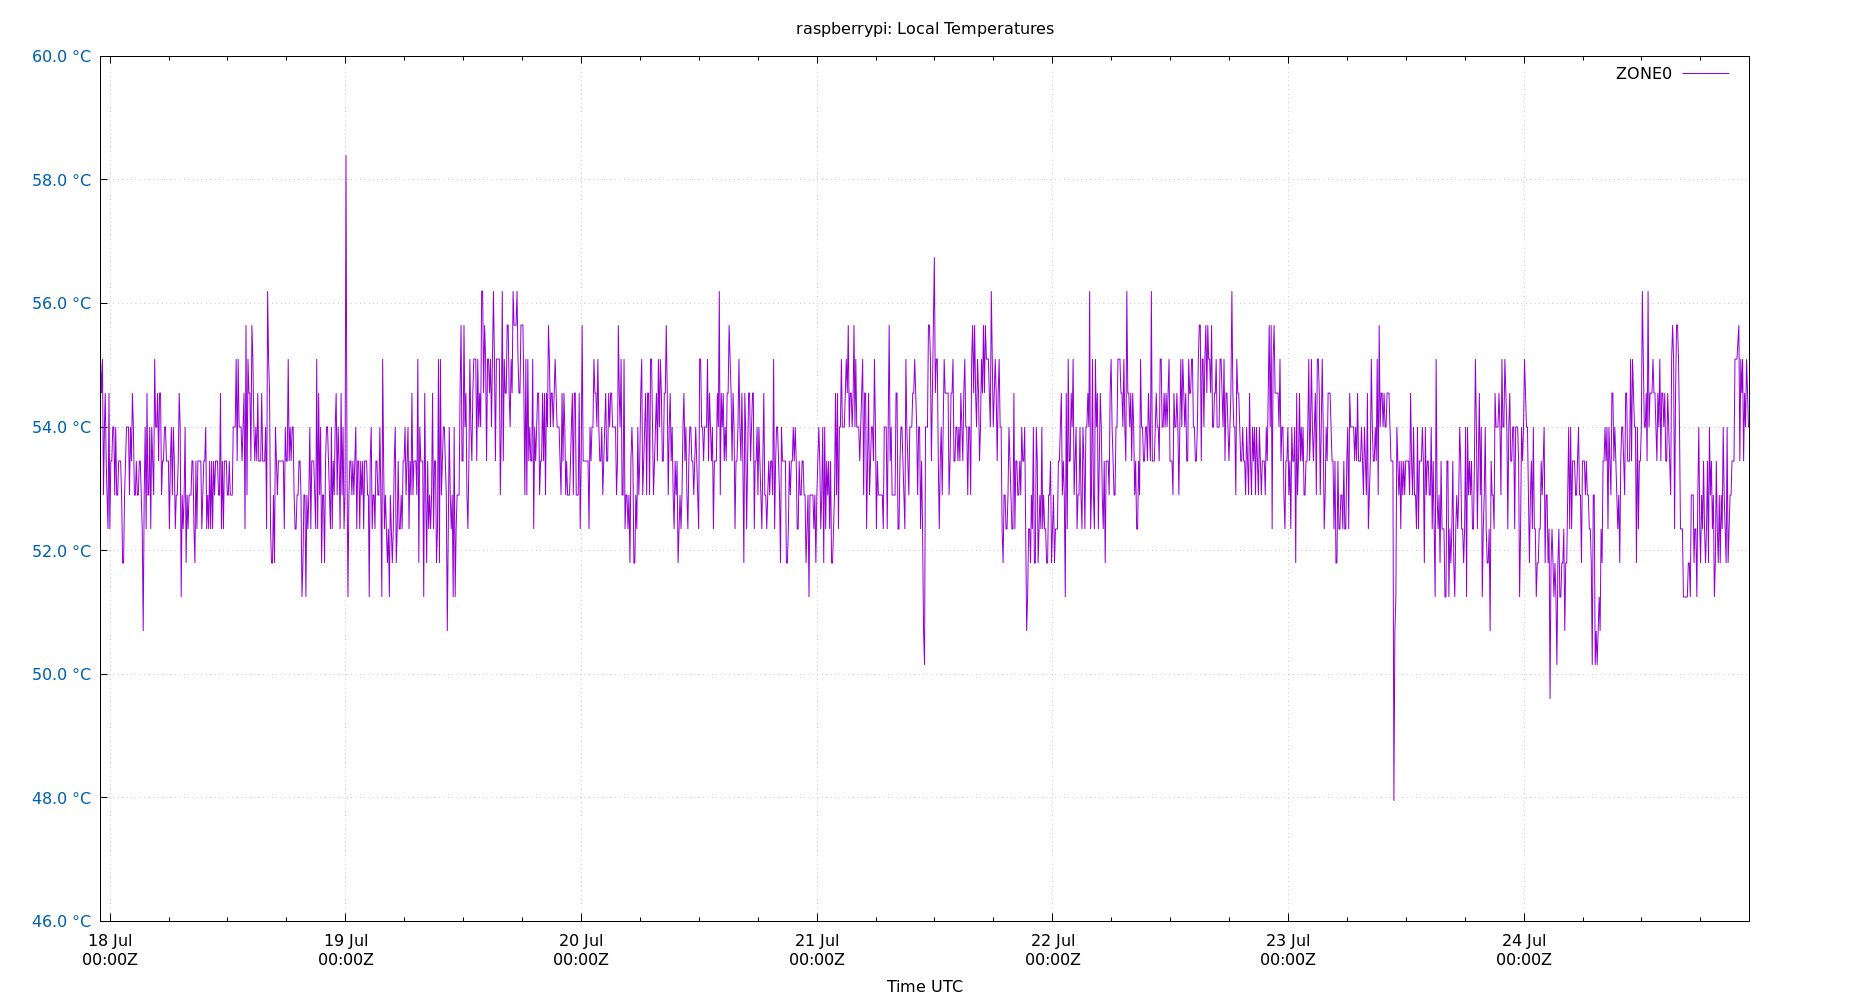 raspberrypi: Local Temperatures
60.0 °C
ZONE0
58.0 °C
56.0 °C
54.0 °C
52.0 °C
50.0 °C
48.0 °C
46.0 °C
18 Jul 19 Jul 20 Jul 21 Jul 22 Jul 23 Jul 24 Jul
00:00Z 00:00Z 00:00Z 00:00Z 00:00Z 00:00Z 00:00Z
Time UTC